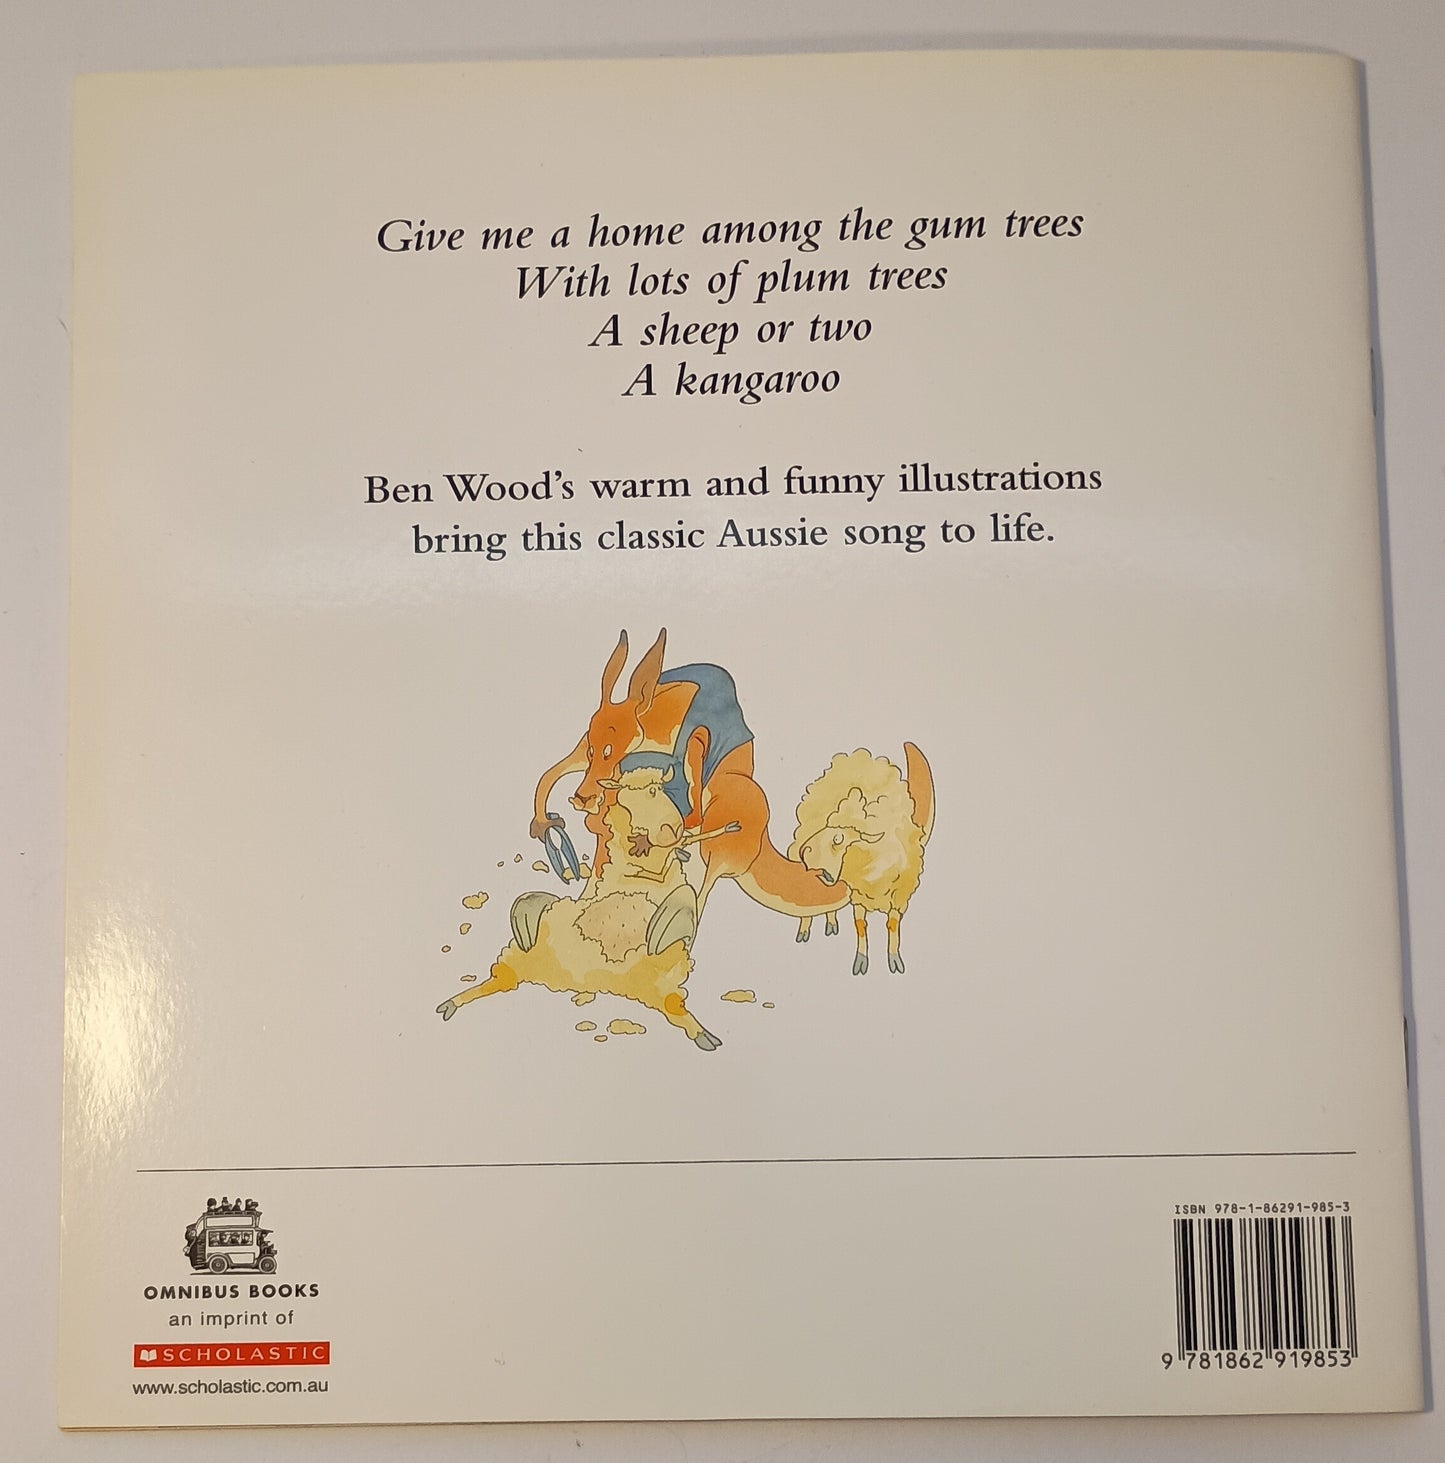 Give me a home among the gum trees
With lots of plum trees
A sheep or two
A kangaroo
Ben Wood's warm and funny illustrations
bring this classic Aussie song to life.
OMNIBUS BOOKS
an imprint of
SCHOLASTIC
www.scholastic.com.au
ISBN 978-1-86291-985-3
9 781862 919853